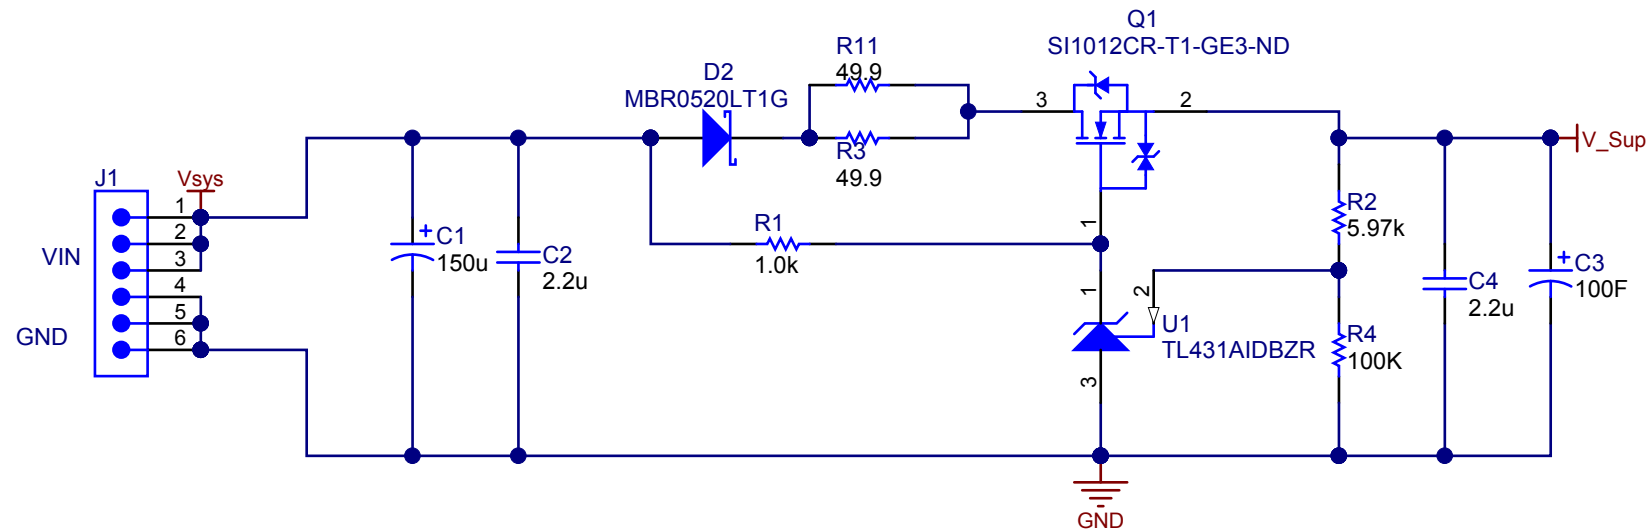 Q1
SI1012CR-T1-GE3-ND
R11
49.9
D2
MBR0520LT1G
3
2
R3
49.9
V_Sup
J1
Vsys
1
2
3
4
5
6
VIN
GND
C1
150u
C2
2.2u
R1
1.0k
1
R2
5.97k
1
2
U1
TL431AIDBZR
3
R4
100K
C4
2.2u
C3
100F
GND